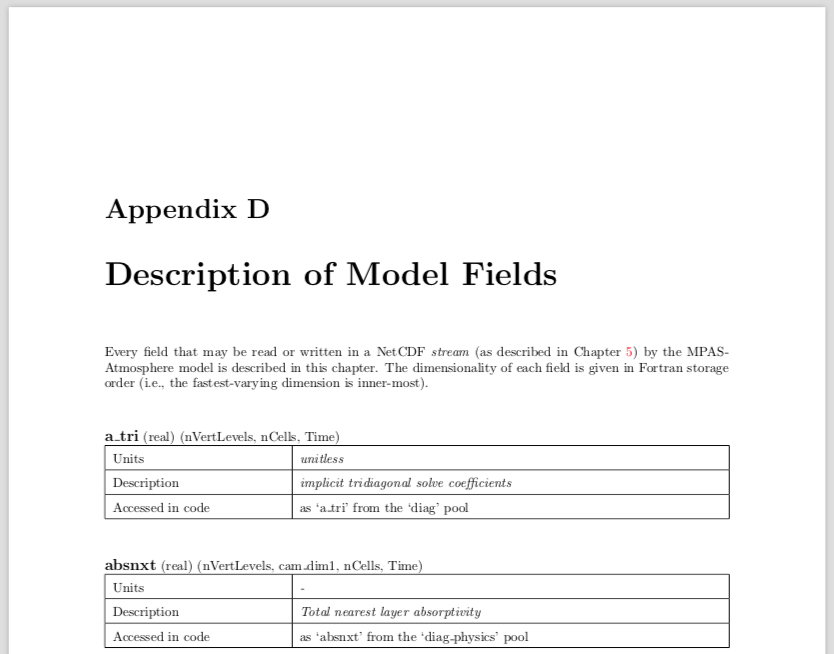 Appendix D
Description of Model Fields
Every field that may be read or written in a NetCDF stream (as described in Chapter 5) by the MPAS-
Atmosphere model is described in this chapter. The dimensionality of each field is given in Fortran storage
order (i.e., the fastest-varying dimension is inner-most).
a_tri (real) (nVertLevels, nCells, Time)
Units unitless
Description implicit tridiagonal solve coefficients
Accessed in code as ‘a_tri’ from the ‘diag’ pool
absnxt (real) (nVertLevels, cam_dim1, nCells, Time)
Units -
Description Total nearest layer absorptivity
Accessed in code as ‘absnxt’ from the ‘diag_physics’ pool